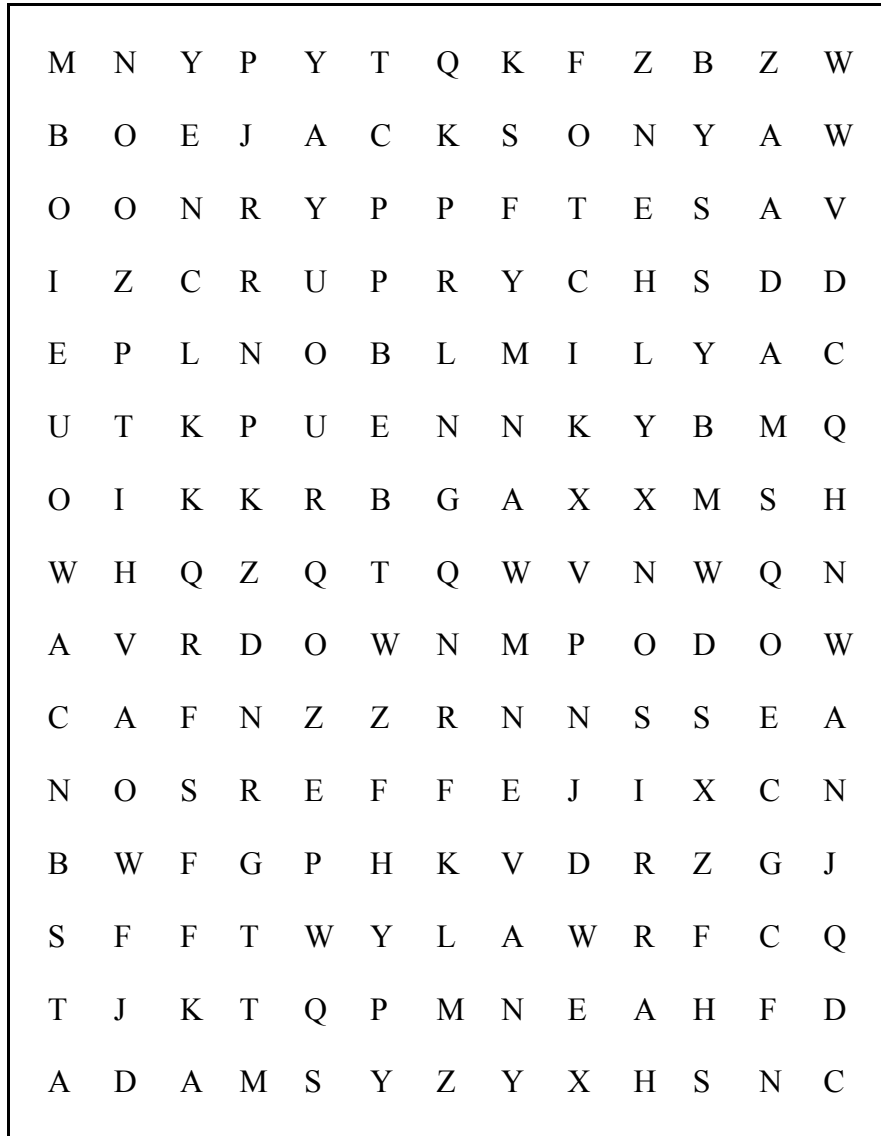 M N Y P Y T Q K F Z B Z W
B O E J A C K S O N Y A W
O O N R Y P P F T E S A V
I Z C R U P R Y C H S D D
E P L N O B L M I L Y A C
U T K P U E N N K Y B M Q
O I K K R B G A X X M S H
W H Q Z Q T Q W V N W Q N
A V R D O W N M P O D O W
C A F N Z Z R N N S S E A
N O S R E F F E J I X C N
B W F G P H K V D R Z G J
S F F T W Y L A W R F C Q
T J K T Q P M N E A H F D
A D A M S Y Z Y X H S N C